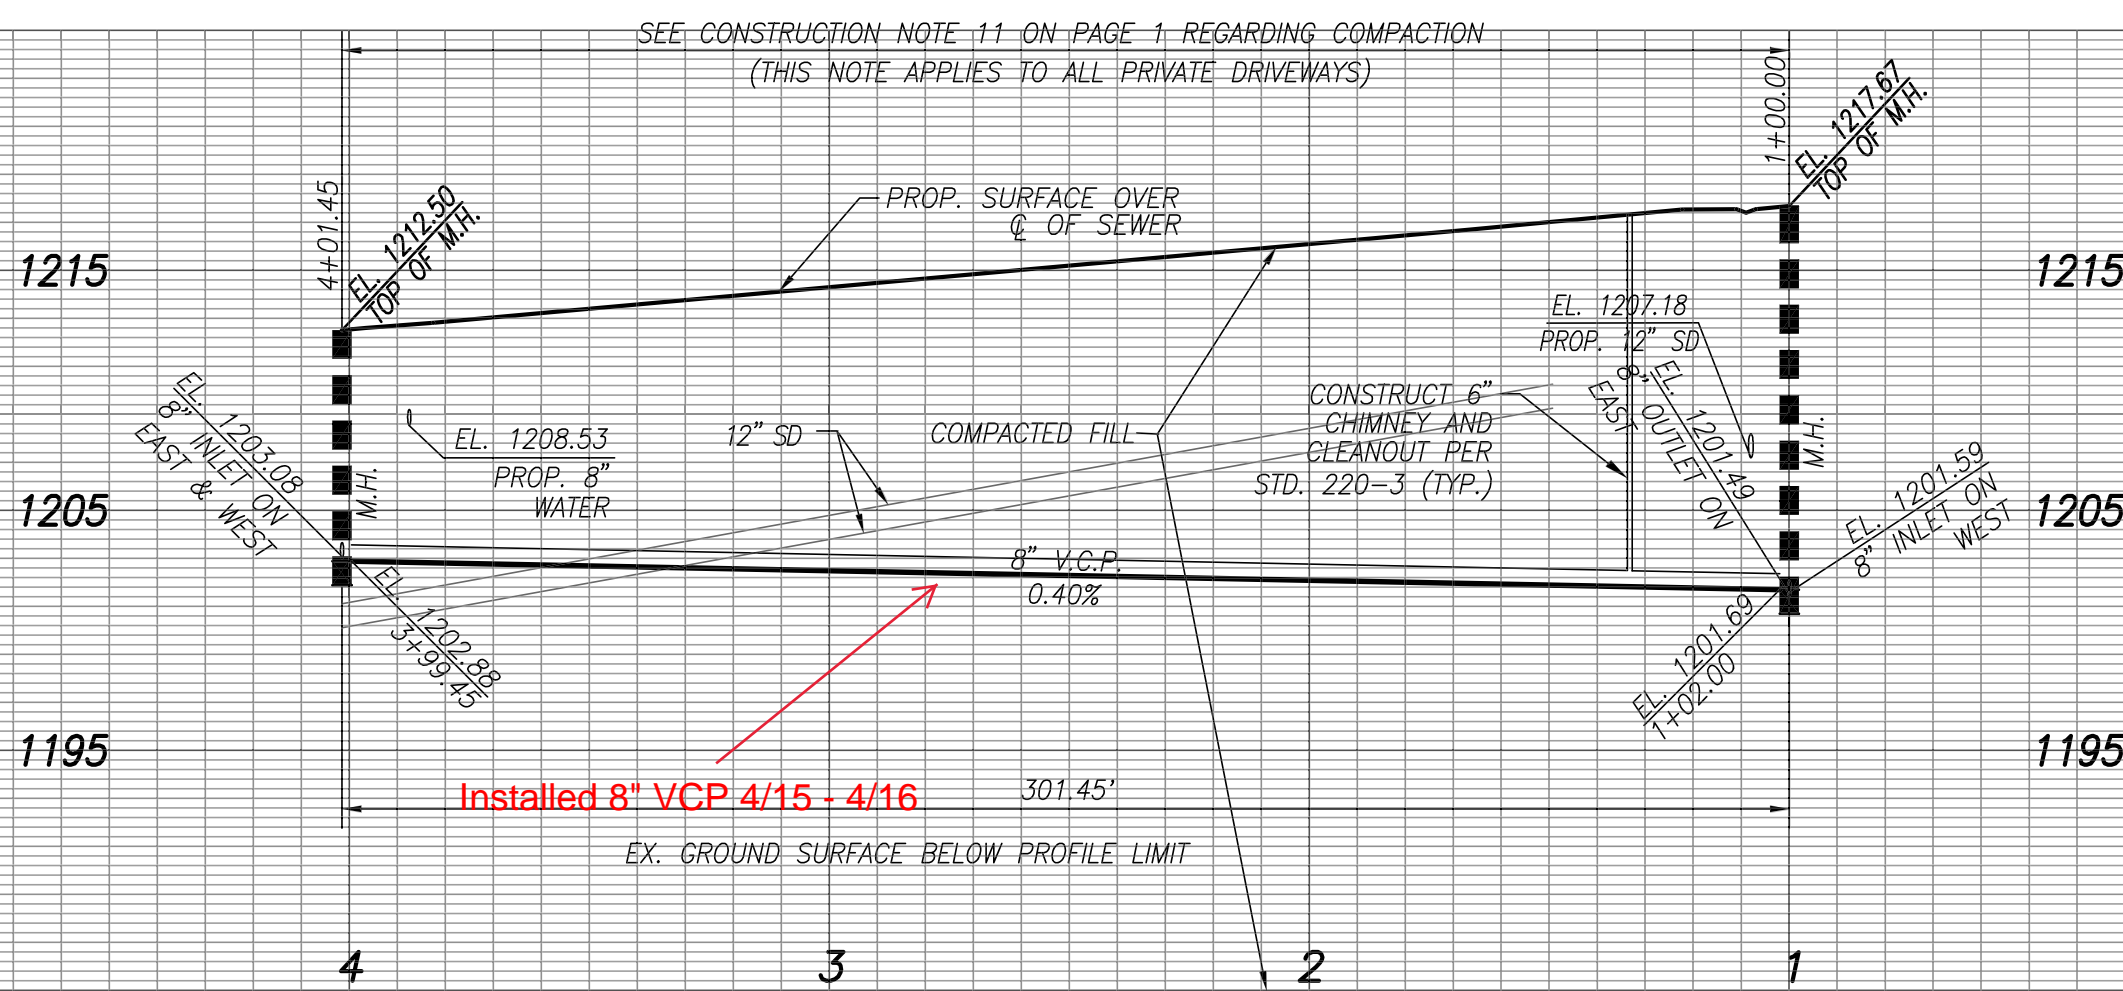 SEE CONSTRUCTION NOTE 11 ON PAGE 1 REGARDING COMPACTION
(THIS NOTE APPLIES TO ALL PRIVATE DRIVEWAYS)
1+00.00
EL. 1217.67
TOP OF M.H.
4+01.45
EL. 1212.50
TOP OF M.H.
PROP. SURFACE OVER
℄ OF SEWER
1215
1215
EL. 1207.18
PROP. 12" SD
EL. 1203.08
8" INLET ON
EAST & WEST
M.H.
EL. 1208.53
PROP. 8"
WATER
12" SD
COMPACTED FILL
CONSTRUCT 6"
CHIMNEY AND
CLEANOUT PER
STD. 220-3 (TYP.)
EL. 1201.49
8" OUTLET ON
EAST
M.H.
EL. 1201.59
8" INLET ON
WEST
1205
1205
8" V.C.P.
0.40%
EL. 1202.88
3+99.45
EL. 1201.69
1+02.00
1195
1195
Installed 8" VCP 4/15 - 4/16
301.45'
EX. GROUND SURFACE BELOW PROFILE LIMIT
4
3
2
1